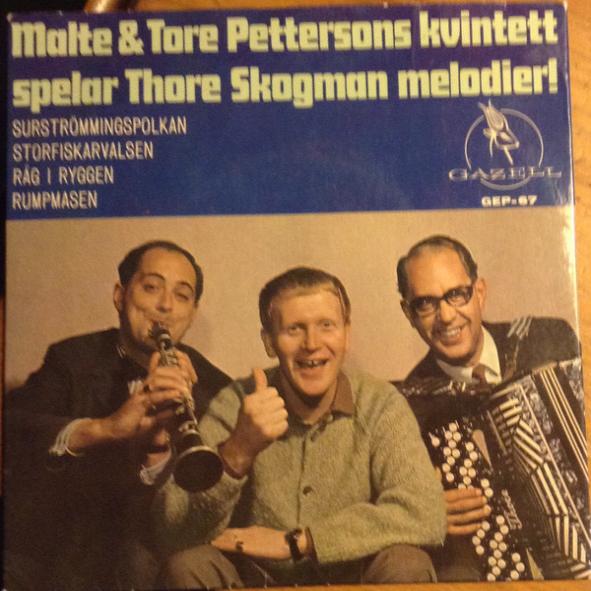 Malte & Tore Pettersons kvintett
spelar Thore Skogman melodier!
SURSTRÖMMINGSPOLKAN
STORFISKARVALSEN
RÅG I RYGGEN
RUMPMASEN
GAZELL
GEP-67